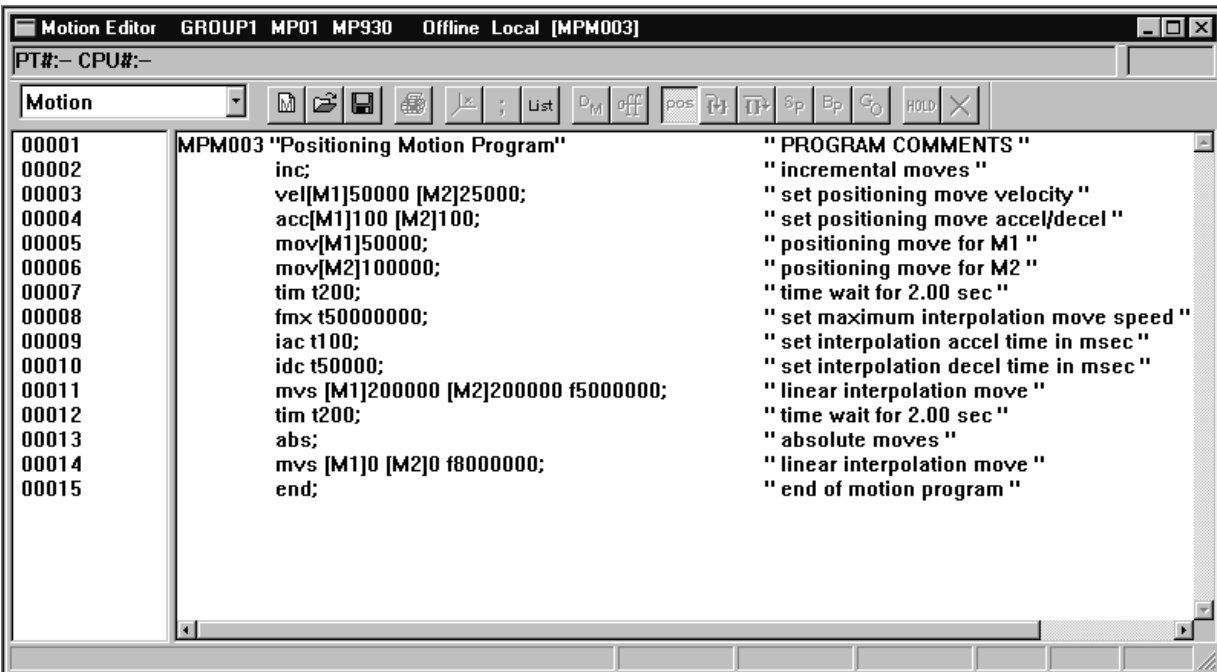 Motion Editor GROUP1 MP01 MP930 Offline Local [MPM003]
PT#:– CPU#:–
Motion M List DM off pos SP BP GO HOLD
00001 MPM003 "Positioning Motion Program" " PROGRAM COMMENTS "
00002 inc; " incremental moves "
00003 vel[M1]50000 [M2]25000; " set positioning move velocity "
00004 acc[M1]100 [M2]100; " set positioning move accel/decel "
00005 mov[M1]50000; " positioning move for M1 "
00006 mov[M2]100000; " positioning move for M2 "
00007 tim t200; " time wait for 2.00 sec "
00008 fmx t50000000; " set maximum interpolation move speed "
00009 iac t100; " set interpolation accel time in msec "
00010 idc t50000; " set interpolation decel time in msec "
00011 mvs [M1]200000 [M2]200000 f5000000; " linear interpolation move "
00012 tim t200; " time wait for 2.00 sec "
00013 abs; " absolute moves "
00014 mvs [M1]0 [M2]0 f8000000; " linear interpolation move "
00015 end; " end of motion program "